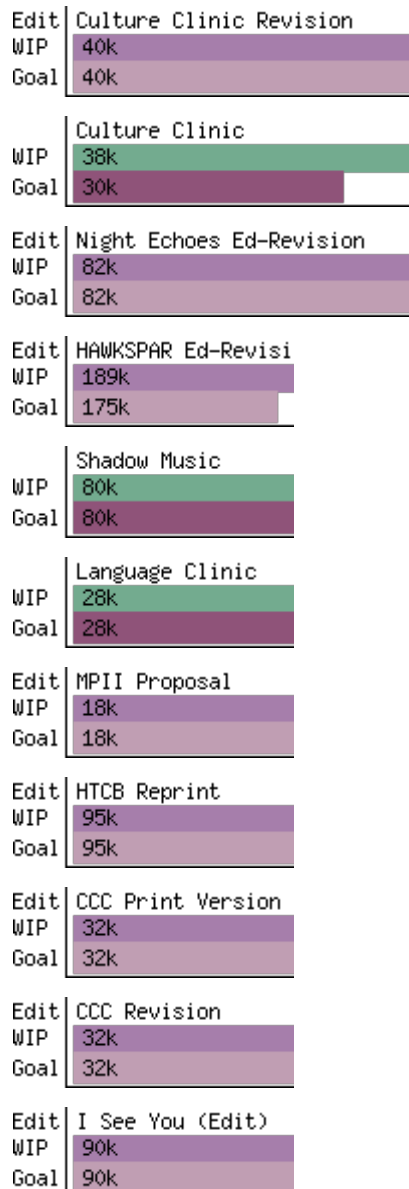 Edit Culture Clinic Revision
WIP 40k
Goal 40k
Culture Clinic
WIP 38k
Goal 30k
Edit Night Echoes Ed-Revision
WIP 82k
Goal 82k
Edit HAWKSPAR Ed-Revisi
WIP 189k
Goal 175k
Shadow Music
WIP 80k
Goal 80k
Language Clinic
WIP 28k
Goal 28k
Edit MPII Proposal
WIP 18k
Goal 18k
Edit HTCB Reprint
WIP 95k
Goal 95k
Edit CCC Print Version
WIP 32k
Goal 32k
Edit CCC Revision
WIP 32k
Goal 32k
Edit I See You (Edit)
WIP 90k
Goal 90k